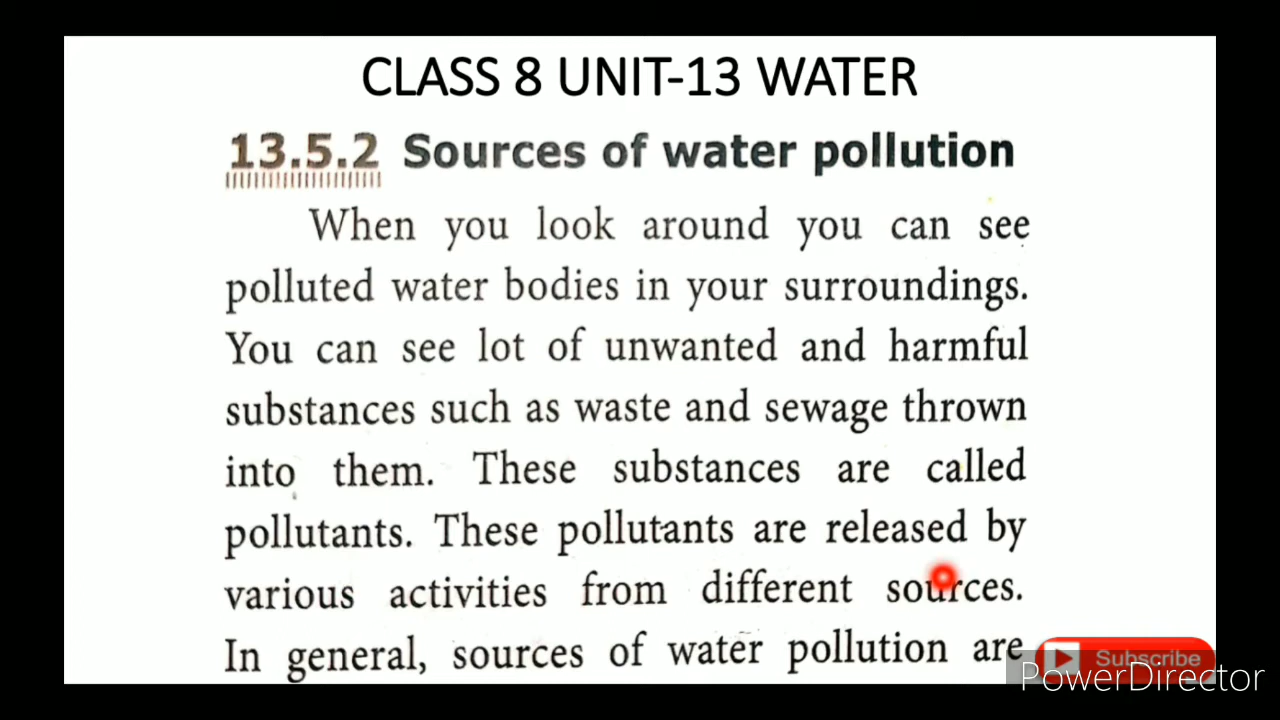 CLASS 8 UNIT-13 WATER
13.5.2 Sources of water pollution
When you look around you can see
polluted water bodies in your surroundings.
You can see lot of unwanted and harmful
substances such as waste and sewage thrown
into them. These substances are called
pollutants. These pollutants are released by
various activities from different sources.
In general, sources of water pollution are
Subscribe
PowerDirector